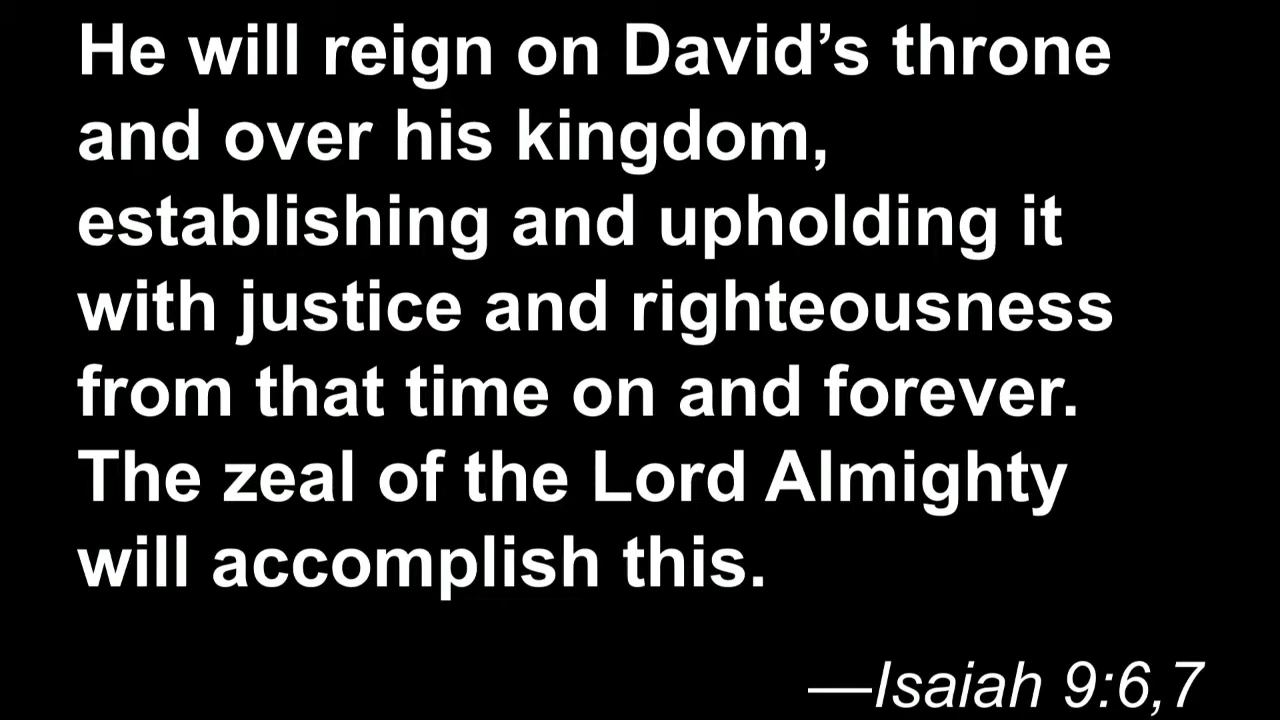 He will reign on David’s throne
and over his kingdom,
establishing and upholding it
with justice and righteousness
from that time on and forever.
The zeal of the Lord Almighty
will accomplish this.
—Isaiah 9:6,7